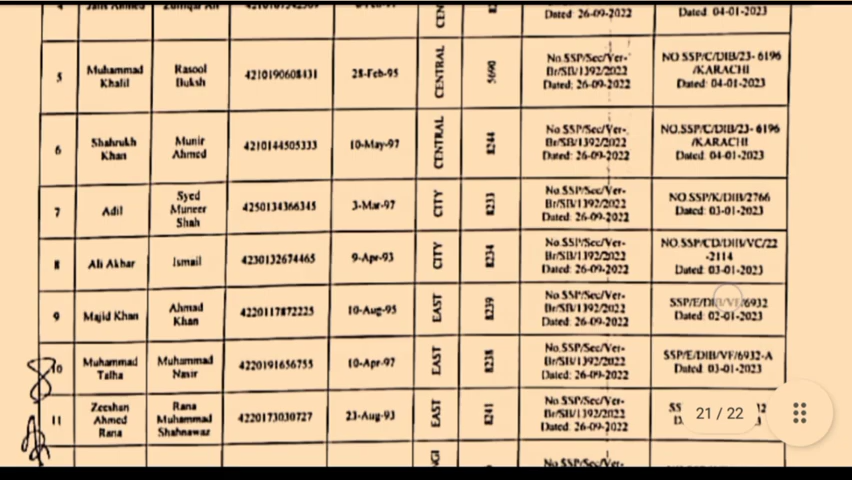 Dated: 26-09-2022
Dated: 04-01-2023
5
Muhammad
Khalil
Rasool
Buksh
4210190608431
28-Feb-95
CENTRAL
5690
No.SSP/Sec/Ver-
Br/SB/1392/2022
Dated: 26-09-2022
NO.SSP/C/DIB/23- 6196
/KARACHI
Dated: 04-01-2023
6
Shahrukh
Khan
Munir
Ahmed
4210144505333
10-May-97
CENTRAL
8244
No.SSP/Sec/Ver-
Br/SB/1392/2022
Dated: 26-09-2022
NO.SSP/C/DIB/23- 6196
/KARACHI
Dated: 04-01-2023
7
Adil
Syed
Muneer
Shah
4250134366345
3-Mar-97
CITY
8233
No.SSP/Sec/Ver-
Br/SB/1392/2022
Dated: 26-09-2022
NO.SSP/K/DIB/2766
Dated: 03-01-2023
8
Ali Akbar
Ismail
4230132674465
9-Apr-93
CITY
8234
No.SSP/Sec/Ver-
Br/SB/1392/2022
Dated: 26-09-2022
NO.SSP/CD/DIB/VC/22
-2114
Dated: 03-01-2023
9
Majid Khan
Ahmad
Khan
4220117872225
10-Aug-95
EAST
8239
No.SSP/Sec/Ver-
Br/SB/1392/2022
Dated: 26-09-2022
SSP/E/DIB/VF/6932
Dated: 02-01-2023
10
Muhammad
Talha
Muhammad
Nasir
4220191656755
10-Apr-97
EAST
8238
No.SSP/Sec/Ver-
Br/SB/1392/2022
Dated: 26-09-2022
SSP/E/DIB/VF/6932-A
Dated: 03-01-2023
11
Zeeshan
Ahmed
Rana
Rana
Muhammad
Shahnawaz
4220173030727
23-Aug-93
EAST
8241
No.SSP/Sec/Ver-
Br/SB/1392/2022
Dated: 26-09-2022
21 / 22
No.SSP/Sec/Ver-